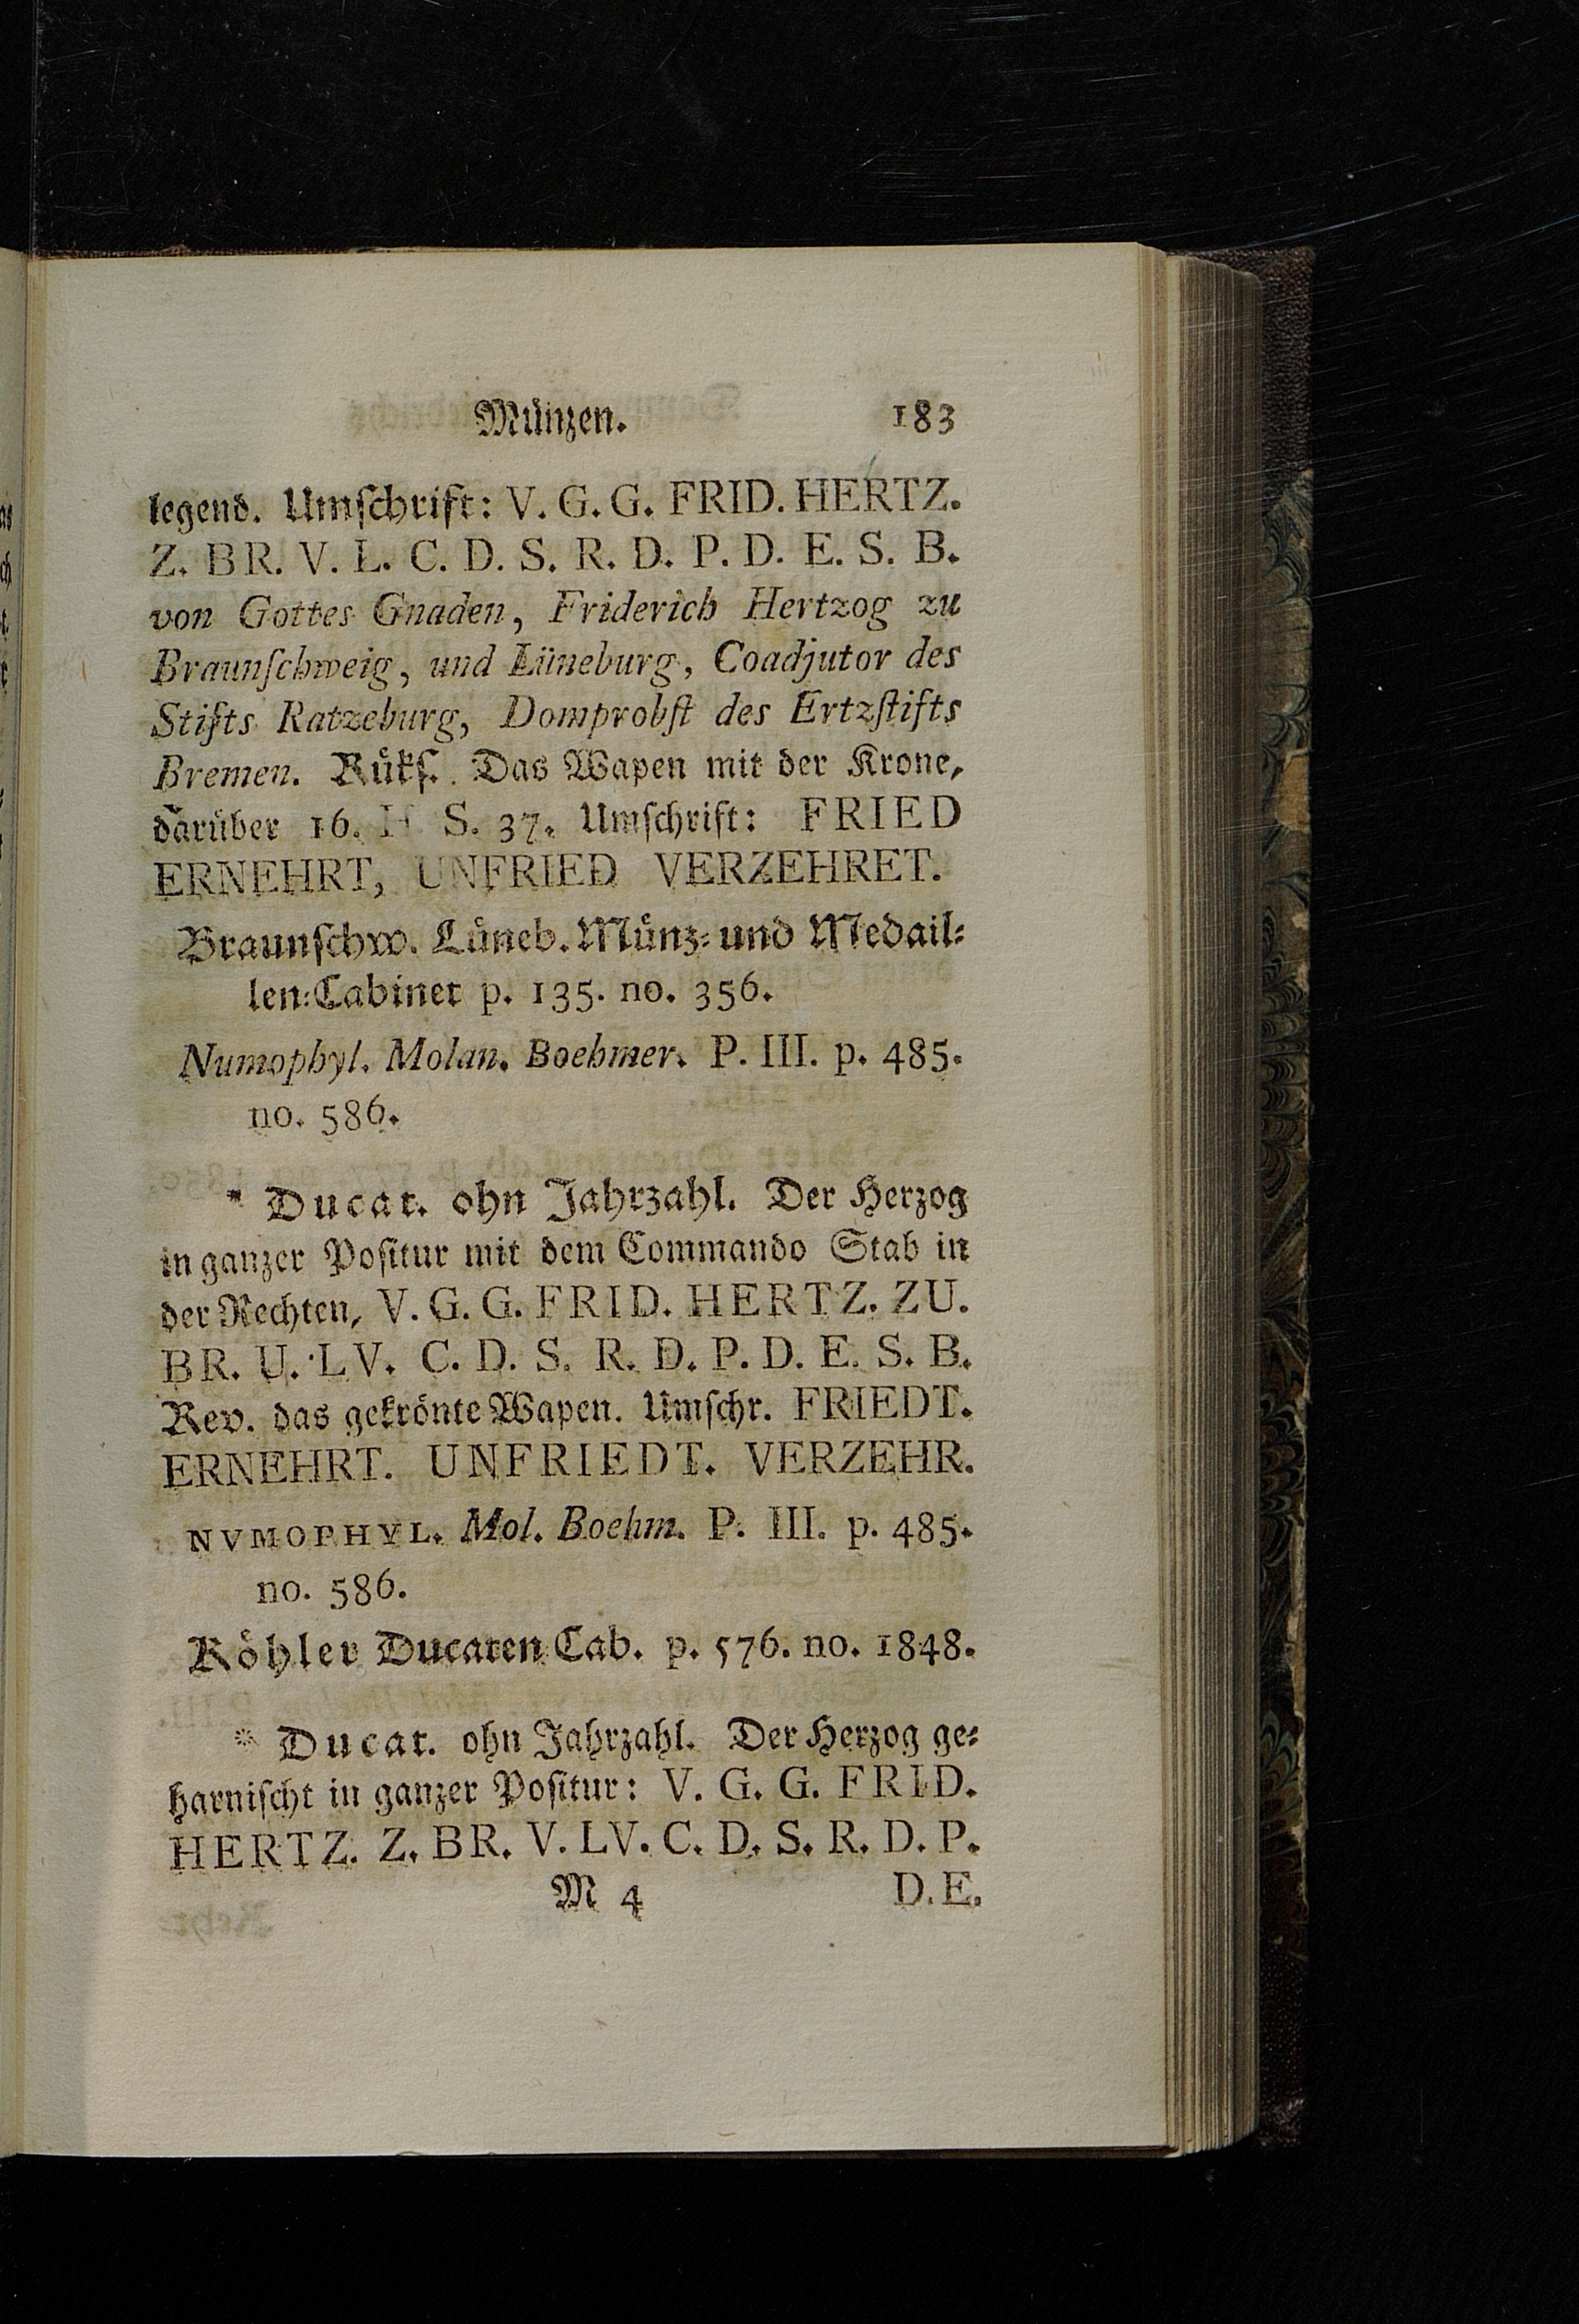 Münzen. 183
legend. Umſchrift: V. G. G. FRID. HERTZ.
Z. BR. V. L. C. D. S. R. D. P. D. E. S. B.
von Gottes Gnaden, Friderich Hertzog zu
Braunſchweig, und Lüneburg, Coadjutor des
Stifts Ratzeburg, Domprobſt des Ertzſtifts
Bremen. Rükſ. Das Wapen mit der Krone,
darüber 16. H S. 37. Umſchrift: FRIED
ERNEHRT, UNFRIED VERZEHRET.
Braunſchw. Lüneb. Münz- und Medail-
len-Cabinet p. 135. no. 356.
Numophyl. Molan. Boehmer. P. III. p. 485.
no. 586.
* Ducat. ohn Jahrzahl. Der Herzog
in ganzer Poſitur mit dem Commando Stab in
der Rechten, V. G. G. FRID. HERTZ. ZU.
BR. U. LV. C. D. S. R. D. P. D. E. S. B.
Rev. das gekrönte Wapen. Umſchr. FRIEDT.
ERNEHRT. UNFRIEDT. VERZEHR.
NVMOPHYL. Mol. Boehm. P. III. p. 485.
no. 586.
Köhler Ducaten Cab. p. 576. no. 1848.
* Ducat. ohn Jahrzahl. Der Herzog ge-
harniſcht in ganzer Poſitur: V. G. G. FRID.
HERTZ. Z. BR. V. LV. C. D. S. R. D. P.
M 4 D. E.